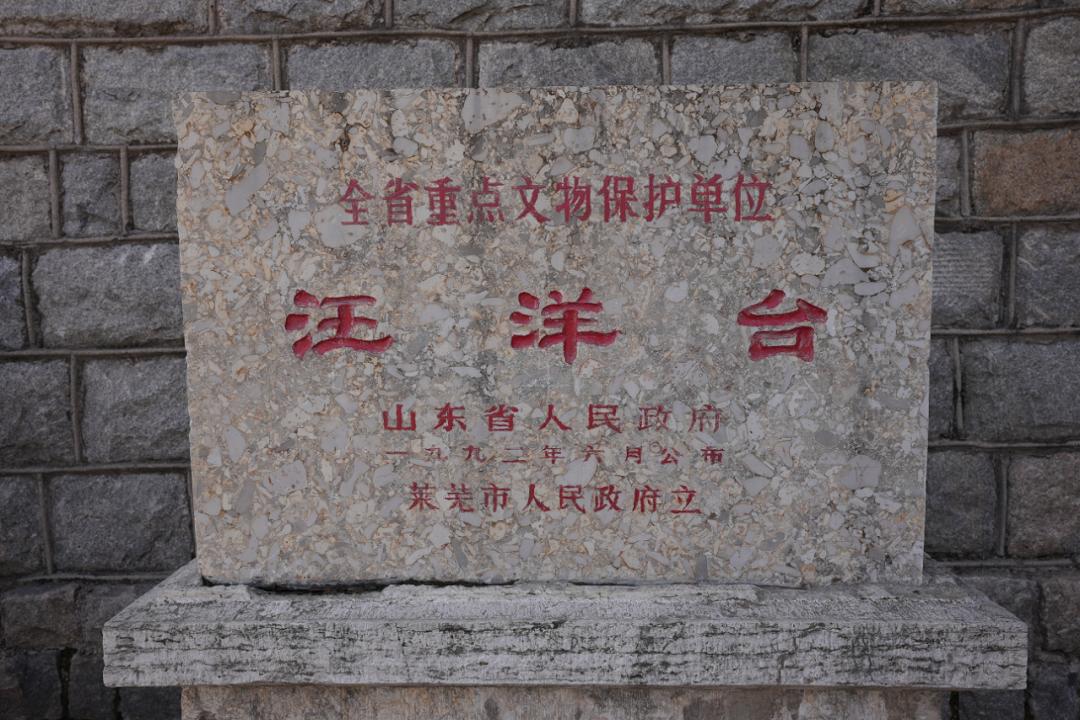 全省重点文物保护单位
汪洋台
山东省人民政府
一九九二年六月公布
莱芜市人民政府立